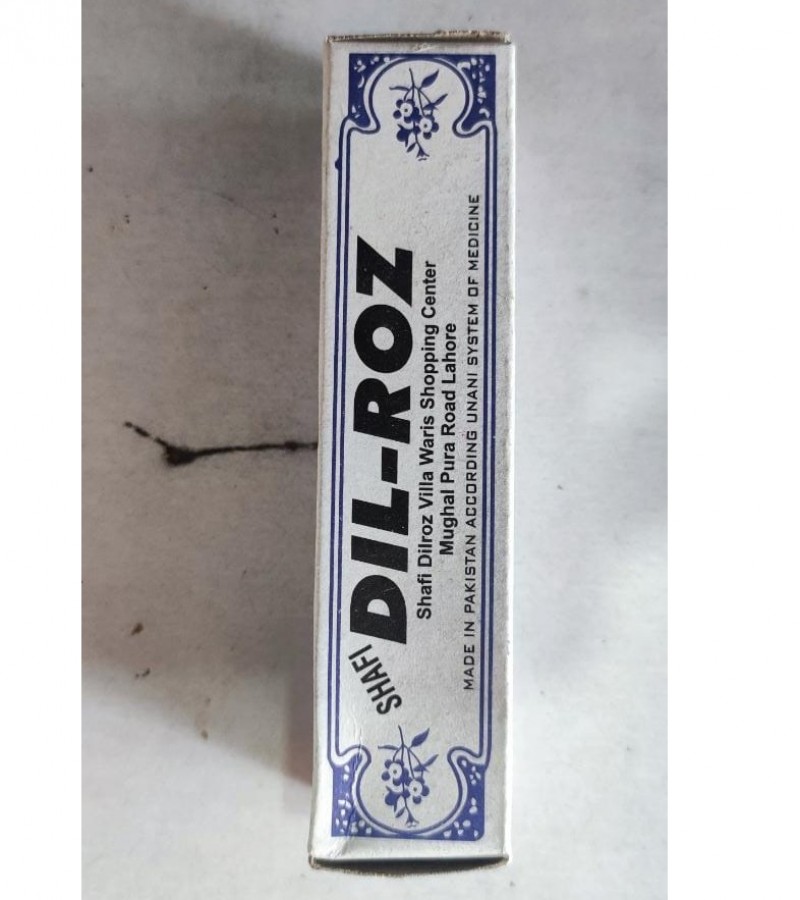 SHAFI
DIL-ROZ
Shafi Dilroz Villa Waris Shopping Center
Mughal Pura Road Lahore
MADE IN PAKISTAN ACCORDING UNANI SYSTEM OF MEDICINE